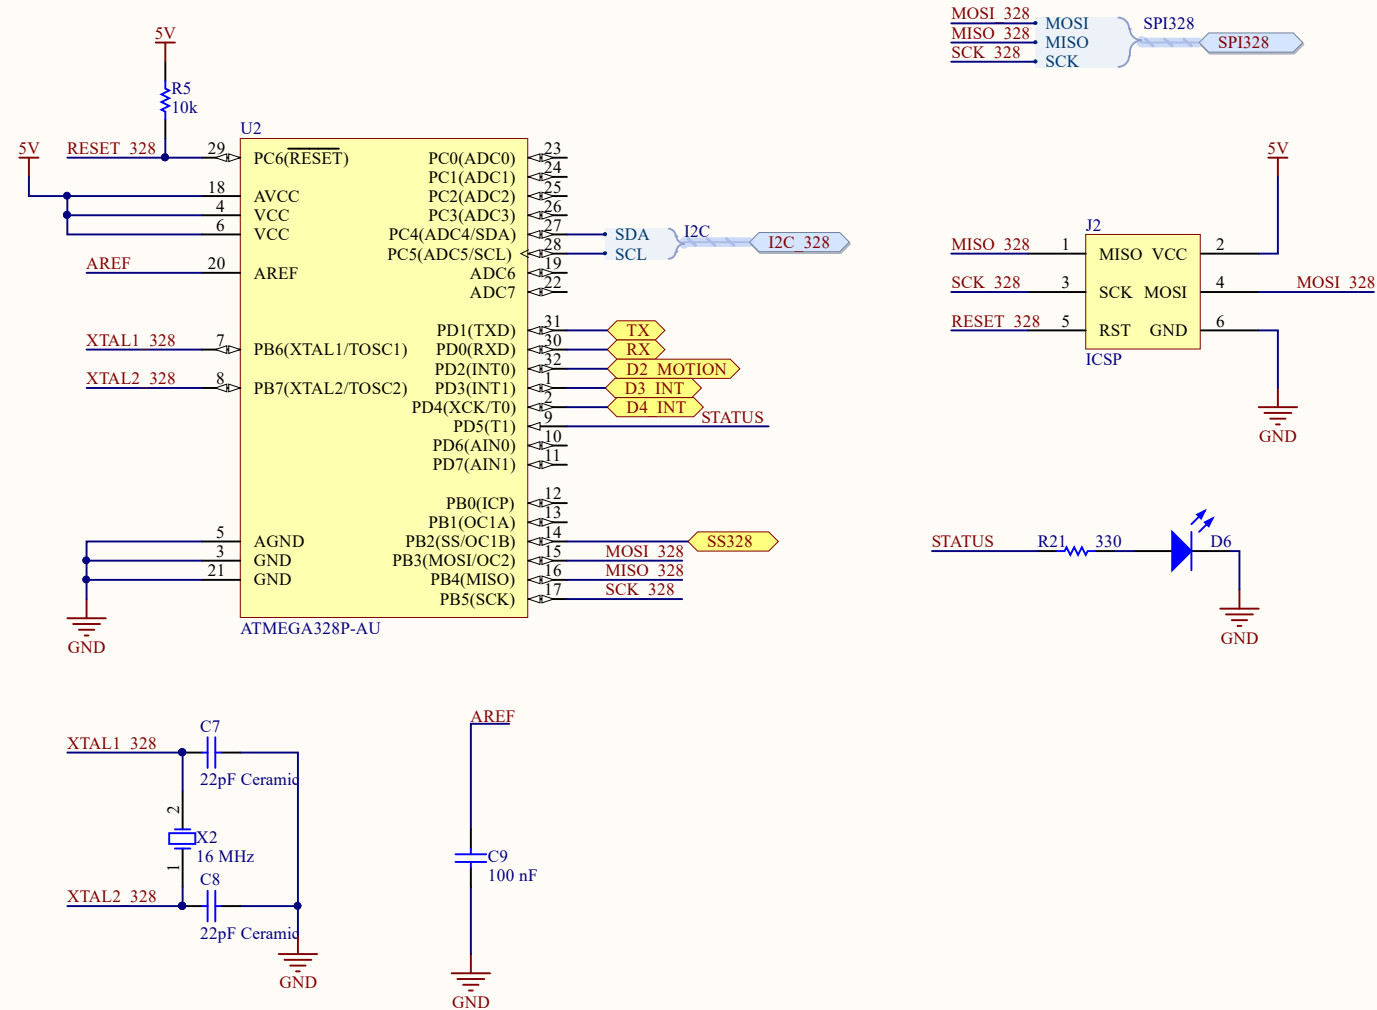 5V
R5
10k
U2
RESET_328
29
PC6(RESET)
5V
18
AVCC
4
VCC
6
VCC
AREF
20
AREF
XTAL1_328
7
PB6(XTAL1/TOSC1)
XTAL2_328
8
PB7(XTAL2/TOSC2)
5
AGND
3
GND
21
GND
GND
ATMEGA328P-AU
PC0(ADC0)
23
PC1(ADC1)
24
PC2(ADC2)
25
PC3(ADC3)
26
PC4(ADC4/SDA)
27
PC5(ADC5/SCL)
28
ADC6
19
ADC7
22
SDA
SCL
I2C
I2C_328
PD1(TXD)
31
TX
PD0(RXD)
30
RX
PD2(INT0)
32
D2_MOTION
PD3(INT1)
1
D3_INT
PD4(XCK/T0)
2
D4_INT
PD5(T1)
9
STATUS
PD6(AIN0)
10
PD7(AIN1)
11
PB0(ICP)
12
PB1(OC1A)
13
PB2(SS/OC1B)
14
SS328
PB3(MOSI/OC2)
15
MOSI_328
PB4(MISO)
16
MISO_328
PB5(SCK)
17
SCK_328
MOSI_328
MOSI
MISO_328
MISO
SCK_328
SCK
SPI328
SPI328
5V
J2
MISO_328
1
MISO
VCC
2
SCK_328
3
SCK
MOSI
4
MOSI_328
RESET_328
5
RST
GND
6
ICSP
GND
STATUS
R21
330
D6
GND
XTAL1_328
C7
22pF Ceramic
2
X2
16 MHz
1
C8
XTAL2_328
22pF Ceramic
GND
AREF
C9
100 nF
GND